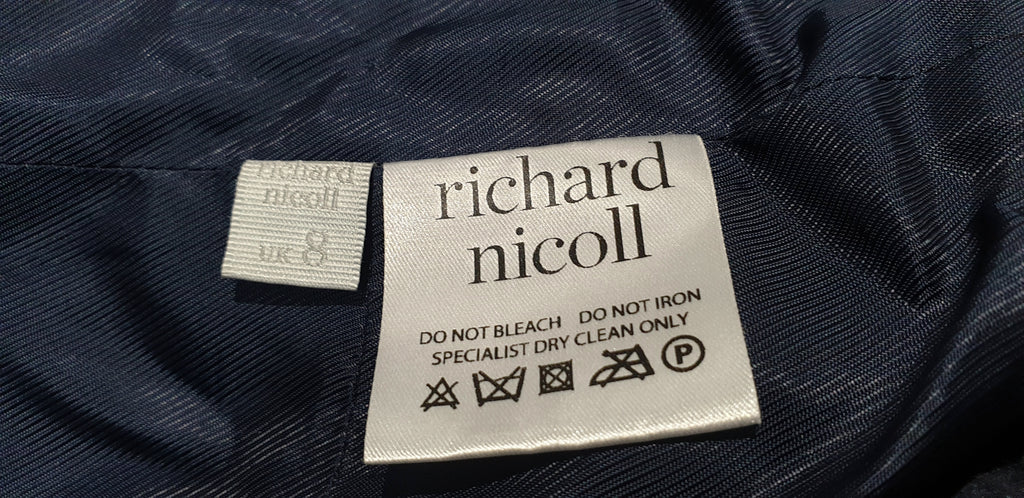 richard
nicoll
UK 8
richard
nicoll
DO NOT BLEACH DO NOT IRON
SPECIALIST DRY CLEAN ONLY
P